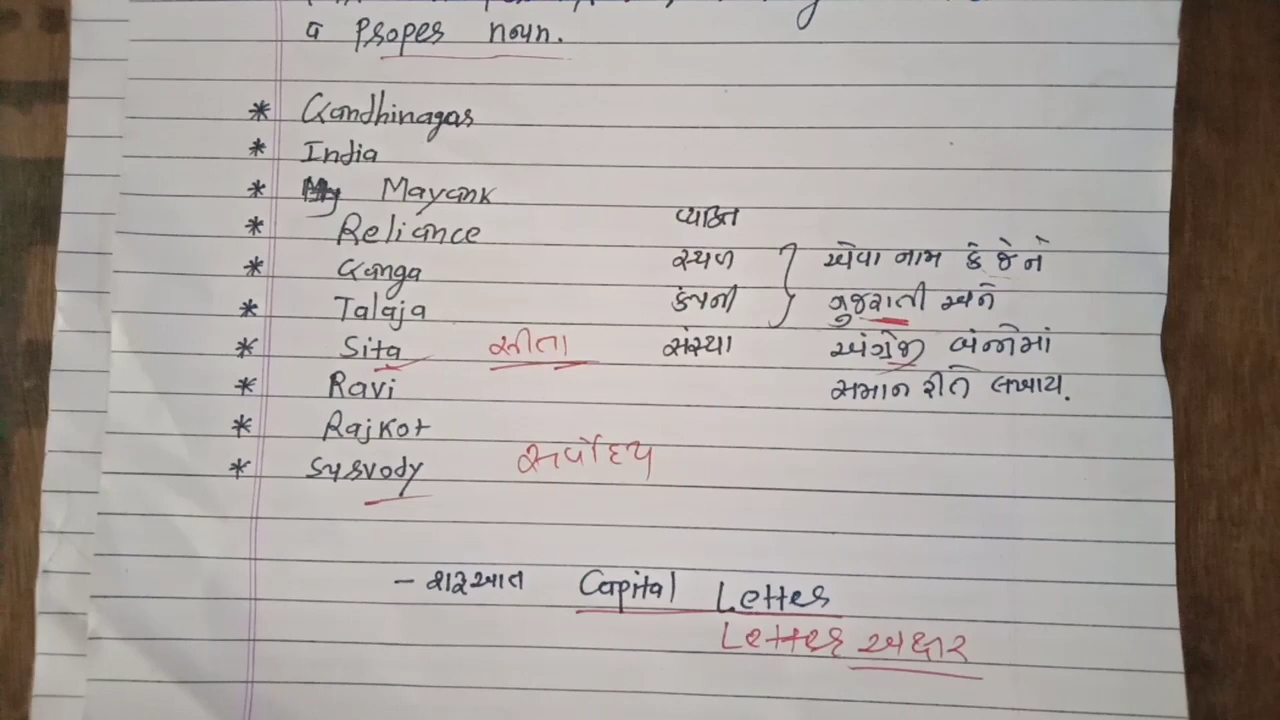 a Proper noun.
* Gandhinagar
* India
* Mayank
* Reliance વ્યક્તિ
* Ganga સ્થળ } એવા નામ કે જેને
* Talaja કંપની ગુજરાતી અને
* Sita સીતા સંસ્થા અંગ્રેજી બંનેમાં
* Ravi સમાન રીતે લખાય.
* Rajkot
* Survody સર્વોદય
- શરૂઆત Capital Letter
Letter અક્ષર